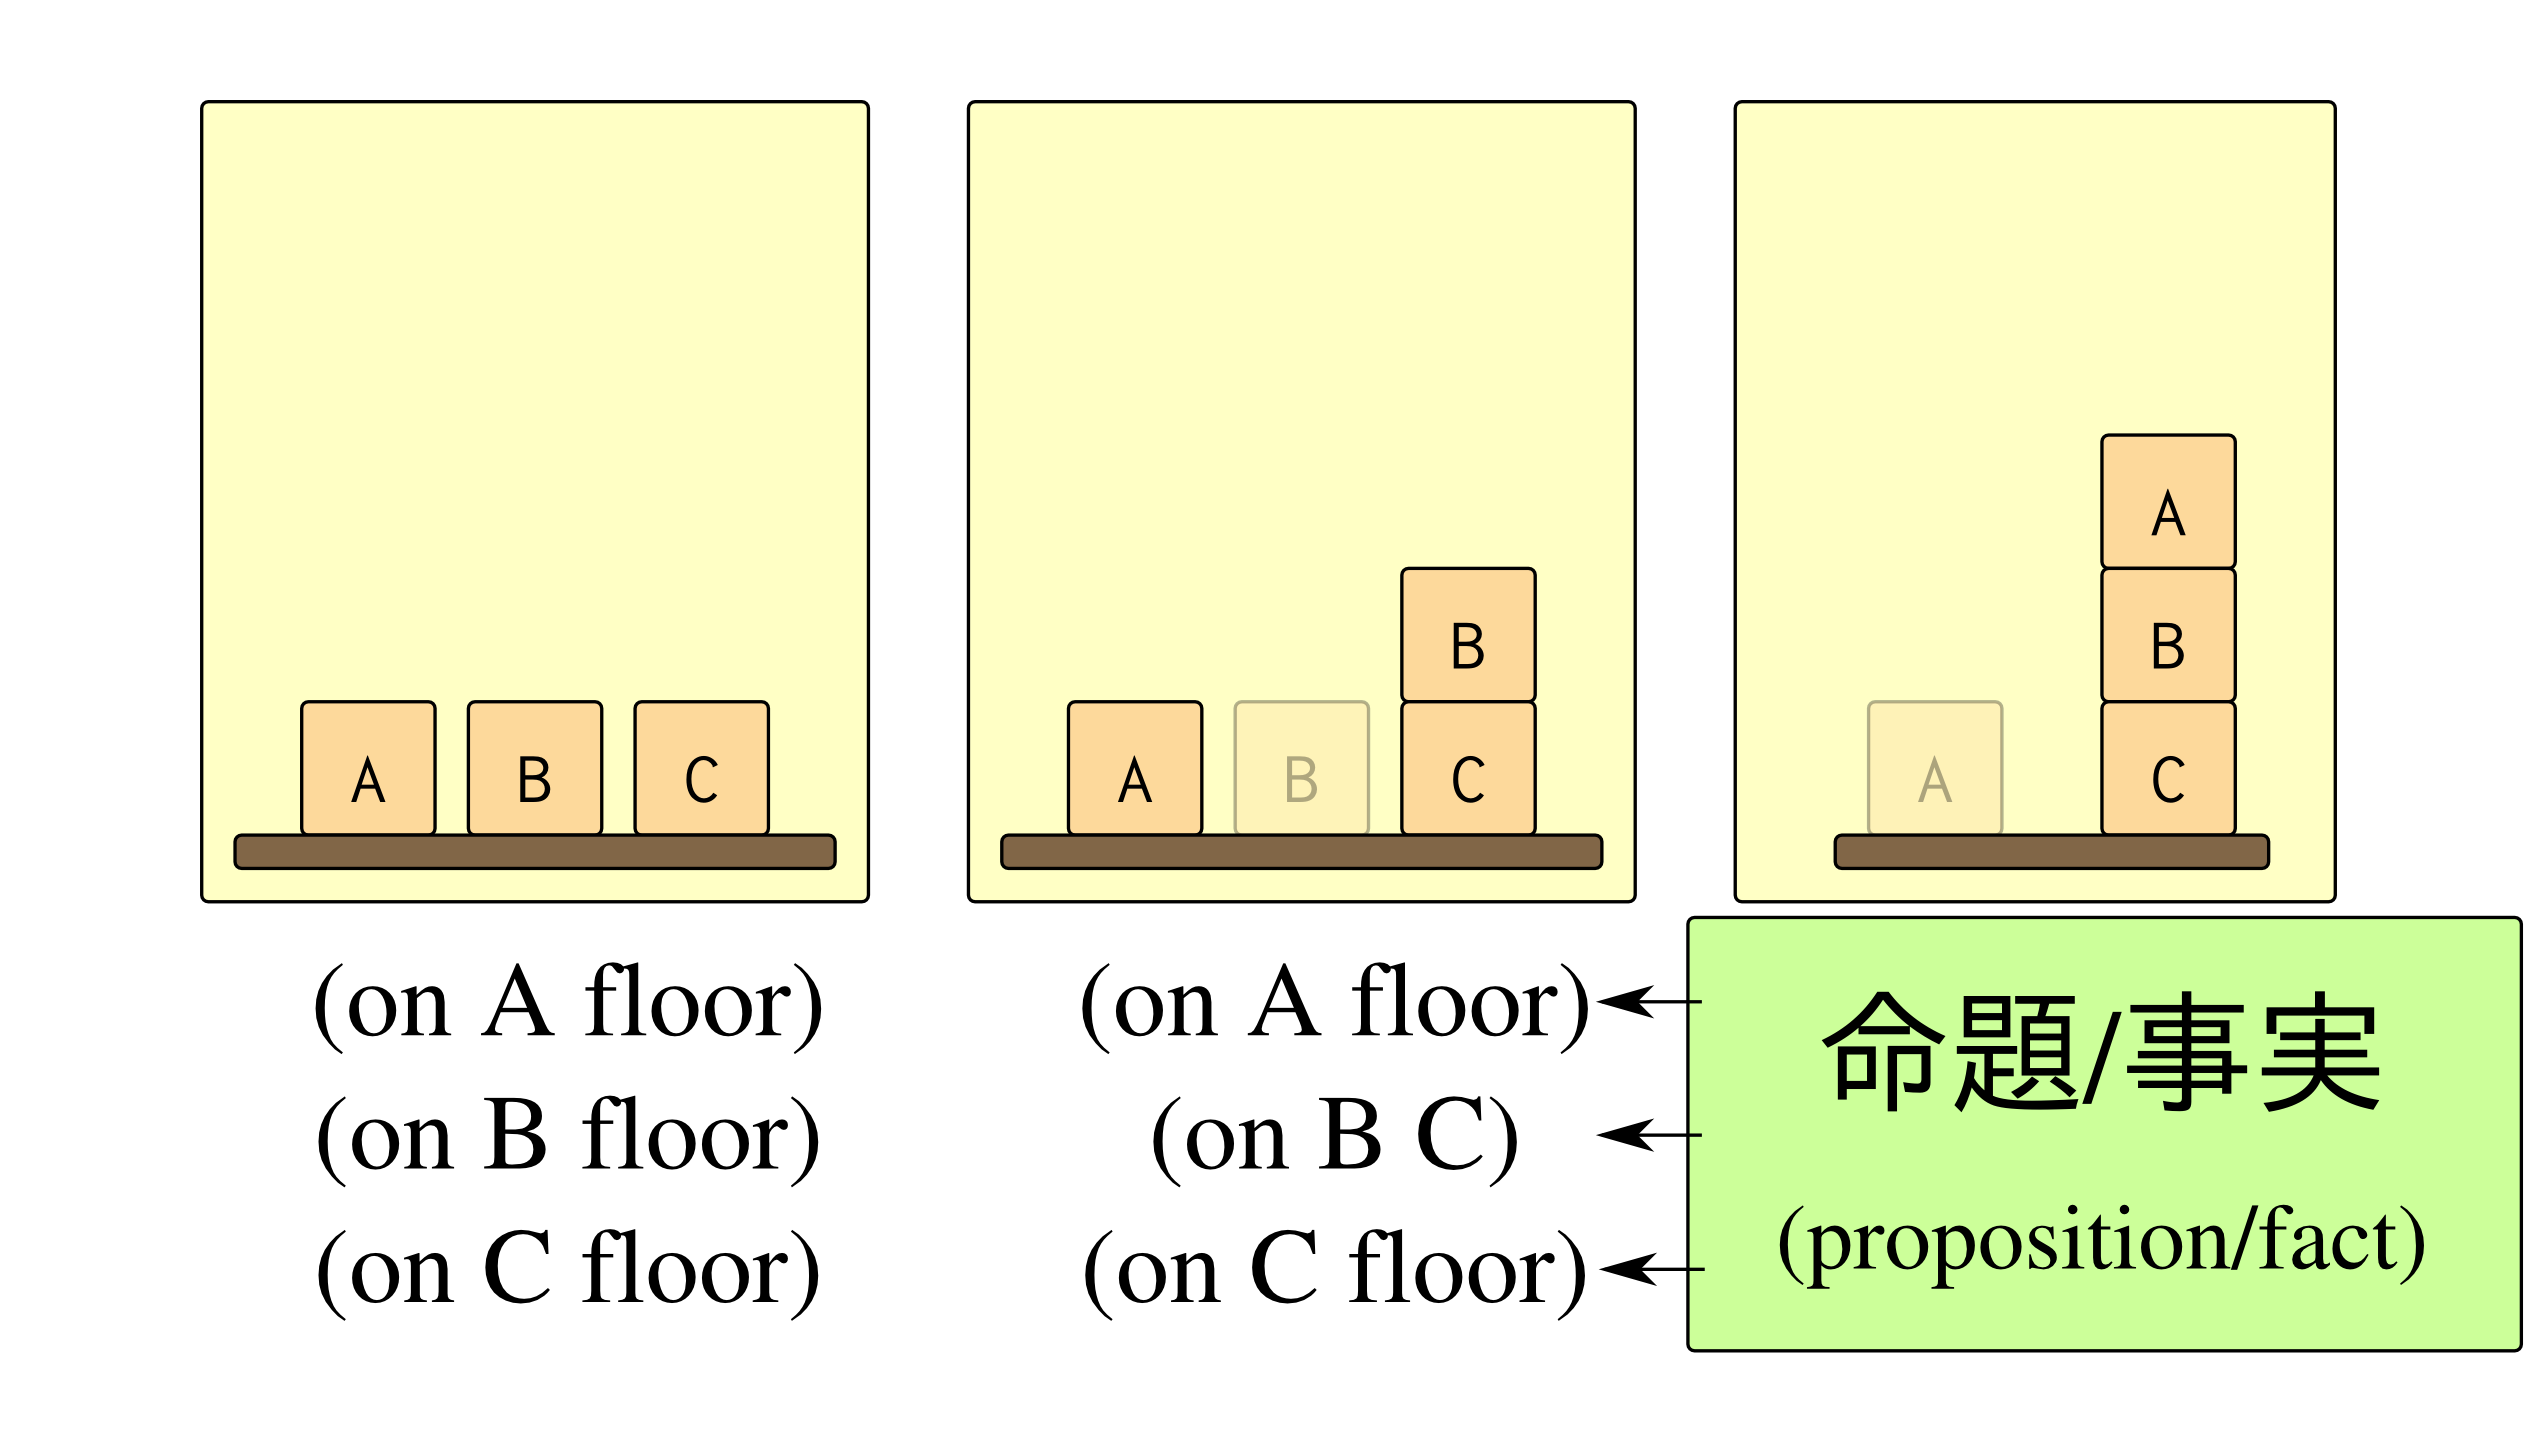 A B C
B
A B C
A
B
A C
(on A floor)
(on B floor)
(on C floor)
(on A floor)
(on B C)
(on C floor)
命題/事実
(proposition/fact)